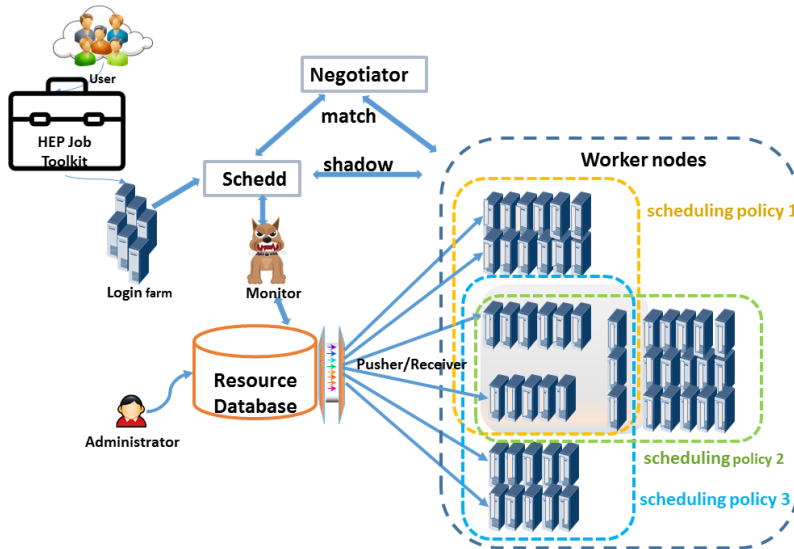 User
HEP Job
Toolkit
Login farm
Negotiator
match
Schedd
shadow
Monitor
Resource
Database
Administrator
Pusher/Receiver
Worker nodes
scheduling policy 1
scheduling policy 2
scheduling policy 3